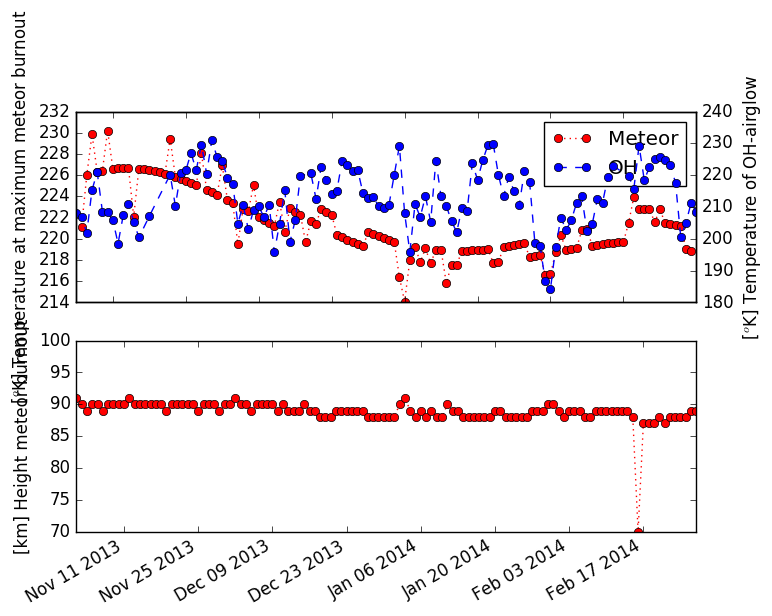 232
230
228
226
224
222
220
218
216
214
[°K] Temperature at maximum meteor burnout
240
230
220
210
200
190
180
[°K] Temperature of OH-airglow
Meteor
OH
100
95
90
85
80
75
70
[km] Height meteor burnout
Nov 11 2013
Nov 25 2013
Dec 09 2013
Dec 23 2013
Jan 06 2014
Jan 20 2014
Feb 03 2014
Feb 17 2014